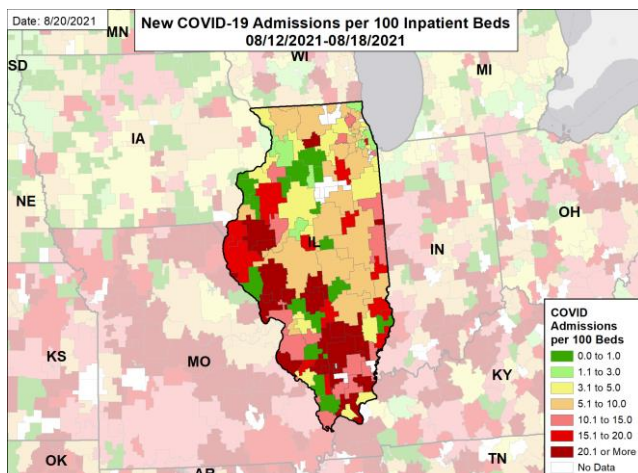 Date: 8/20/2021
New COVID-19 Admissions per 100 Inpatient Beds
08/12/2021-08/18/2021
MN
SD
WI
MI
IA
NE
IL
IN
OH
KS
MO
KY
OK
AR
TN
COVID
Admissions
per 100 Beds
0.0 to 1.0
1.1 to 3.0
3.1 to 5.0
5.1 to 10.0
10.1 to 15.0
15.1 to 20.0
20.1 or More
No Data